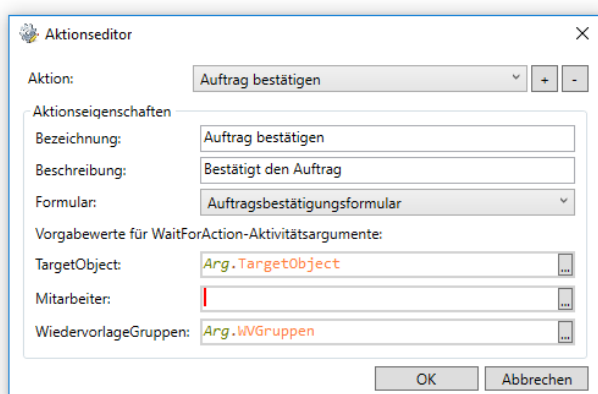 Aktionseditor
Aktion: Auftrag bestätigen + -
Aktionseigenschaften
Bezeichnung: Auftrag bestätigen
Beschreibung: Bestätigt den Auftrag
Formular: Auftragsbestätigungsformular
Vorgabewerte für WaitForAction-Aktivitätsargumente:
TargetObject: Arg.TargetObject ...
Mitarbeiter: ...
WiedervorlageGruppen: Arg.WVGruppen ...
OK Abbrechen